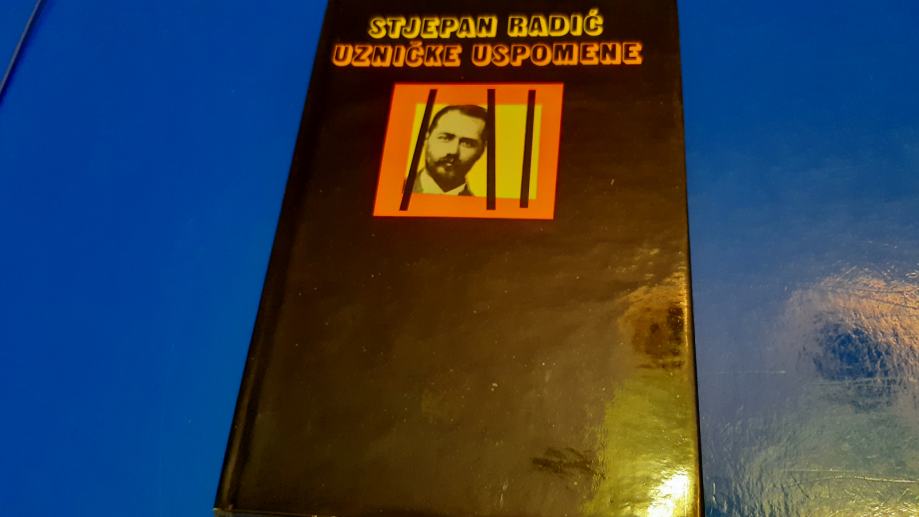 STJEPAN RADIĆ
UZNIČKE USPOMENE